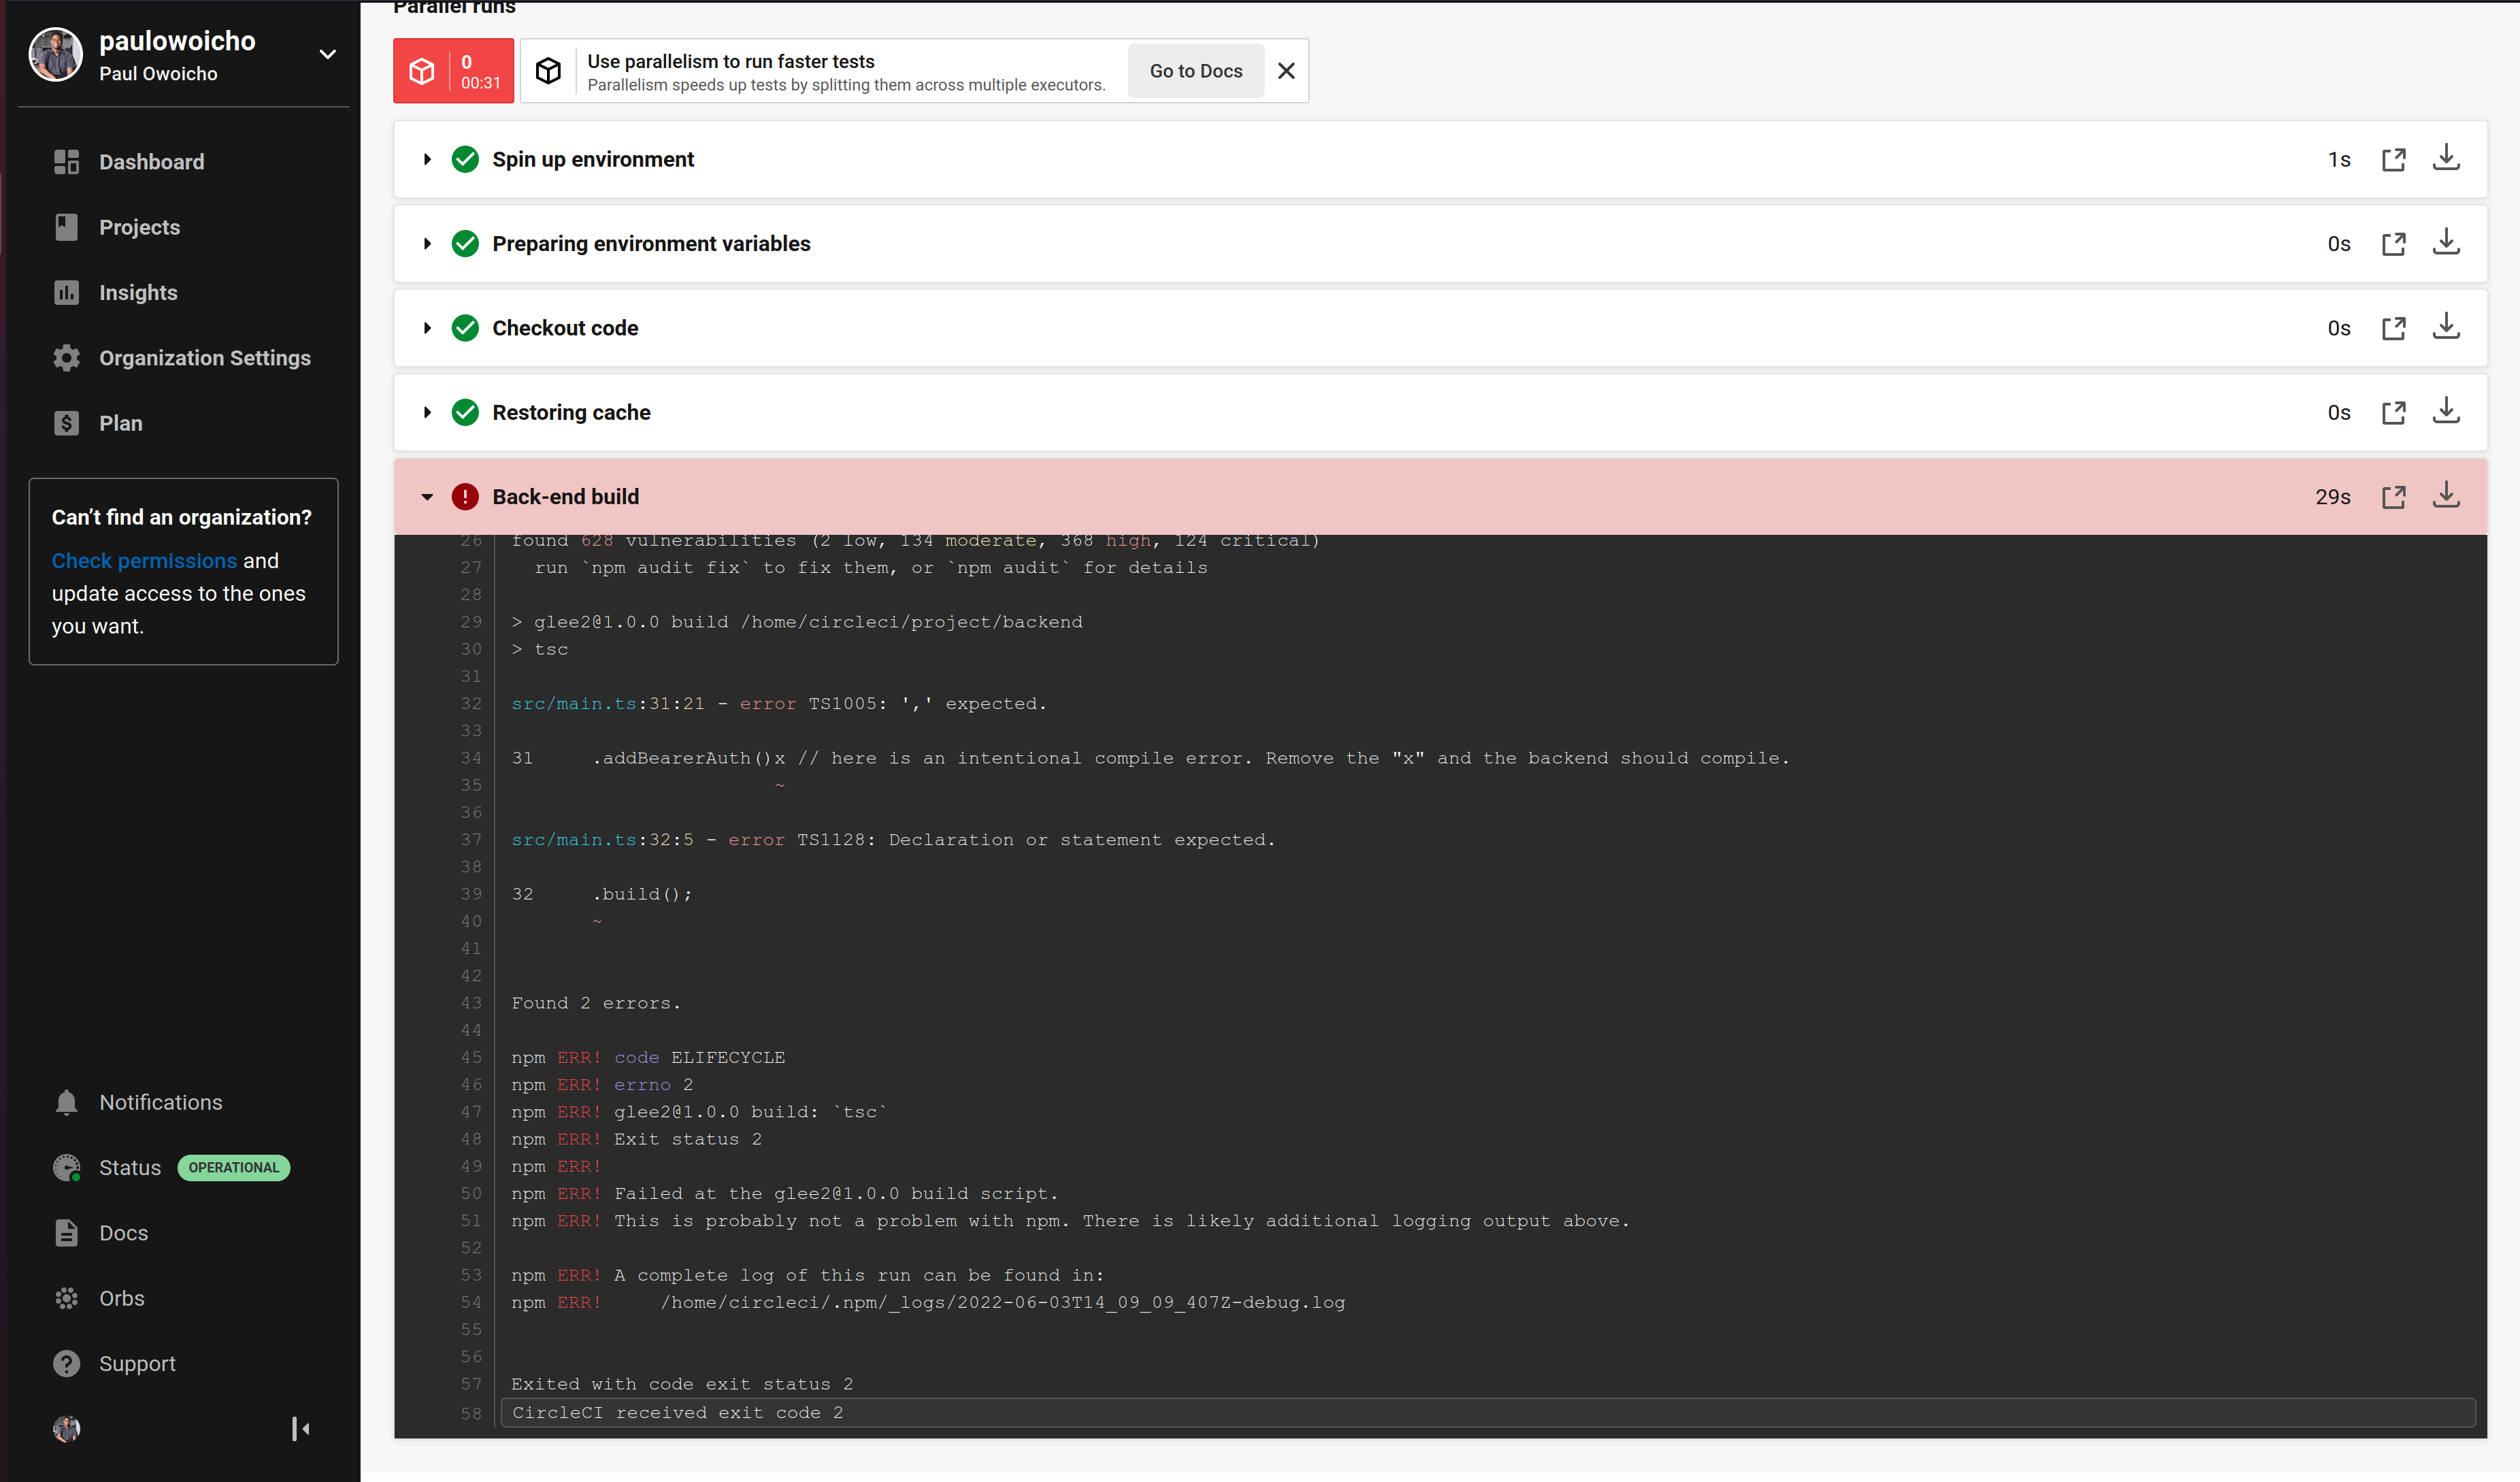 paulowoicho
Paul Owoicho
Dashboard
Projects
Insights
Organization Settings
Plan
Can't find an organization?
Check permissions and
update access to the ones
you want.
Notifications
Status OPERATIONAL
Docs
Orbs
Support
Parallel runs
0
00:31
Use parallelism to run faster tests
Parallelism speeds up tests by splitting them across multiple executors.
Go to Docs
Spin up environment 1s
Preparing environment variables 0s
Checkout code 0s
Restoring cache 0s
Back-end build 29s
26 found 628 vulnerabilities (2 low, 134 moderate, 368 high, 124 critical)
27 run `npm audit fix` to fix them, or `npm audit` for details
28
29 > glee2@1.0.0 build /home/circleci/project/backend
30 > tsc
31
32 src/main.ts:31:21 - error TS1005: ',' expected.
33
34 31 .addBearerAuth()x // here is an intentional compile error. Remove the "x" and the backend should compile.
35 ~
36
37 src/main.ts:32:5 - error TS1128: Declaration or statement expected.
38
39 32 .build();
40 ~
41
42
43 Found 2 errors.
44
45 npm ERR! code ELIFECYCLE
46 npm ERR! errno 2
47 npm ERR! glee2@1.0.0 build: `tsc`
48 npm ERR! Exit status 2
49 npm ERR!
50 npm ERR! Failed at the glee2@1.0.0 build script.
51 npm ERR! This is probably not a problem with npm. There is likely additional logging output above.
52
53 npm ERR! A complete log of this run can be found in:
54 npm ERR! /home/circleci/.npm/_logs/2022-06-03T14_09_09_407Z-debug.log
55
56
57 Exited with code exit status 2
58 CircleCI received exit code 2